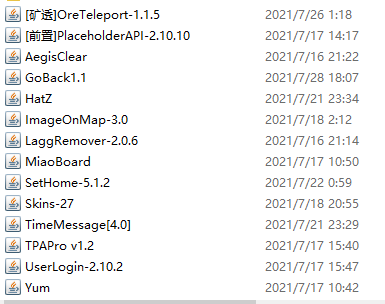 [矿透]OreTeleport-1.1.5 2021/7/26 1:18
[前置]PlaceholderAPI-2.10.10 2021/7/17 14:17
AegisClear 2021/7/16 21:22
GoBack1.1 2021/7/28 18:07
HatZ 2021/7/21 23:34
ImageOnMap-3.0 2021/7/18 2:12
LaggRemover-2.0.6 2021/7/16 21:14
MiaoBoard 2021/7/17 10:50
SetHome-5.1.2 2021/7/22 0:59
Skins-27 2021/7/18 20:55
TimeMessage[4.0] 2021/7/21 23:29
TPAPro v1.2 2021/7/17 15:40
UserLogin-2.10.2 2021/7/17 15:47
Yum 2021/7/17 10:42